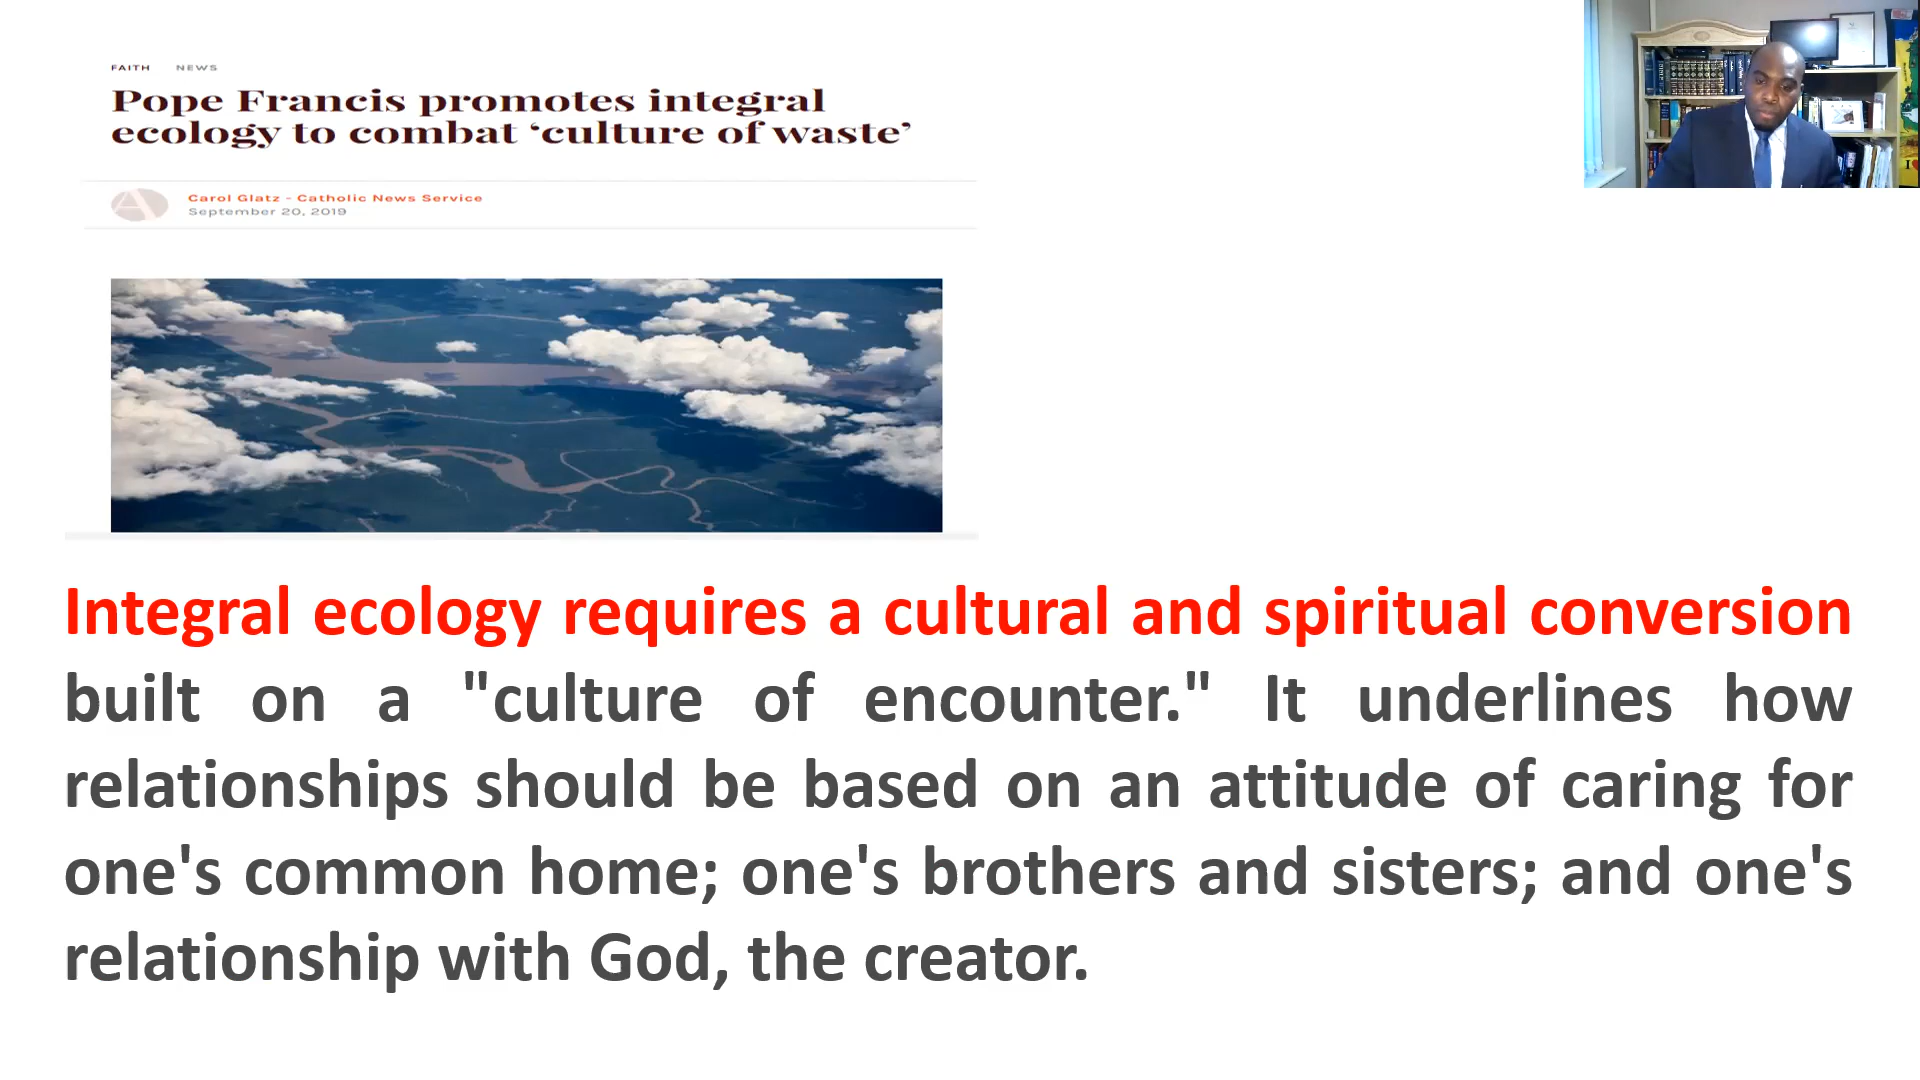 FAITH NEWS
Pope Francis promotes integral
ecology to combat ‘culture of waste’
Carol Glatz - Catholic News Service
September 20, 2019
Integral ecology requires a cultural and spiritual conversion
built on a "culture of encounter." It underlines how
relationships should be based on an attitude of caring for
one's common home; one's brothers and sisters; and one's
relationship with God, the creator.